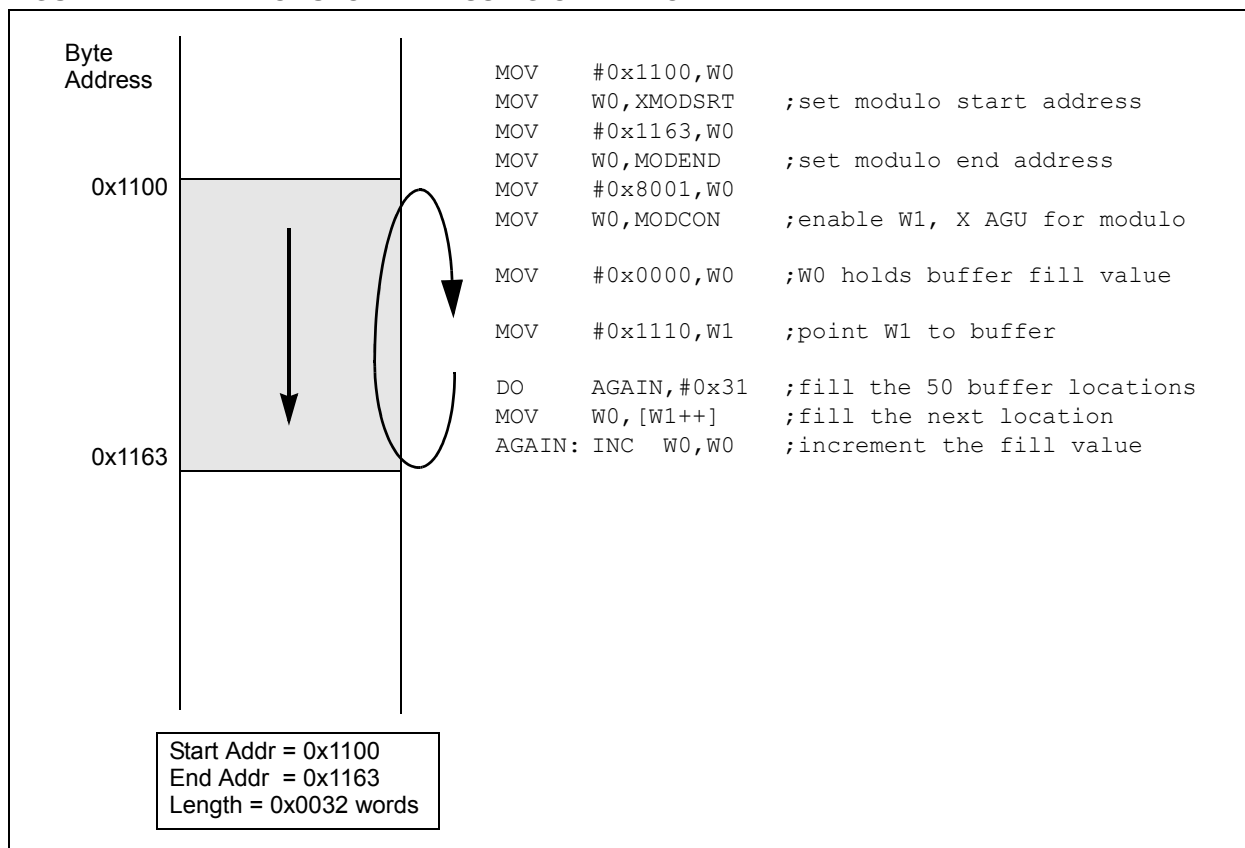 Byte
Address
0x1100
0x1163
MOV #0x1100,W0
MOV W0,XMODSRT ;set modulo start address
MOV #0x1163,W0
MOV W0,MODEND ;set modulo end address
MOV #0x8001,W0
MOV W0,MODCON ;enable W1, X AGU for modulo
MOV #0x0000,W0 ;W0 holds buffer fill value
MOV #0x1110,W1 ;point W1 to buffer
DO AGAIN,#0x31 ;fill the 50 buffer locations
MOV W0,[W1++] ;fill the next location
AGAIN: INC W0,W0 ;increment the fill value
Start Addr = 0x1100
End Addr = 0x1163
Length = 0x0032 words